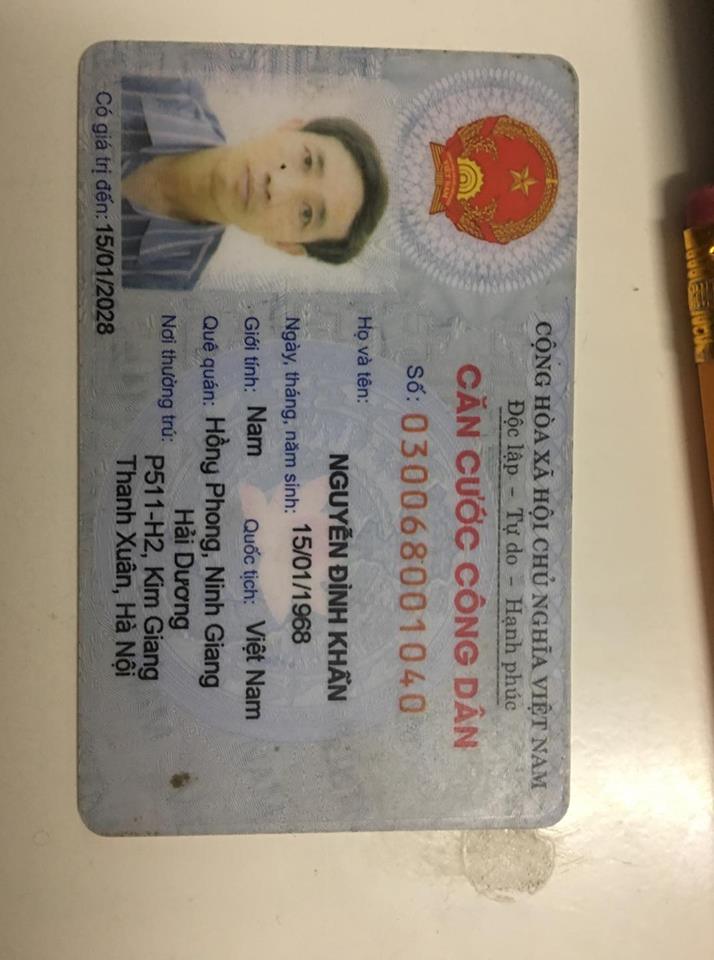 CỘNG HÒA XÃ HỘI CHỦ NGHĨA VIỆT NAM
Độc lập - Tự do - Hạnh phúc
CĂN CƯỚC CÔNG DÂN
Số: 030068001040
Họ và tên:
NGUYỄN ĐÌNH KHẨN
Ngày, tháng, năm sinh: 15/01/1968
Giới tính: Nam Quốc tịch: Việt Nam
Quê quán: Hồng Phong, Ninh Giang
Hải Dương
Nơi thường trú: P511-H2, Kim Giang
Thanh Xuân, Hà Nội
Có giá trị đến: 15/01/2028
VIỆT NAM